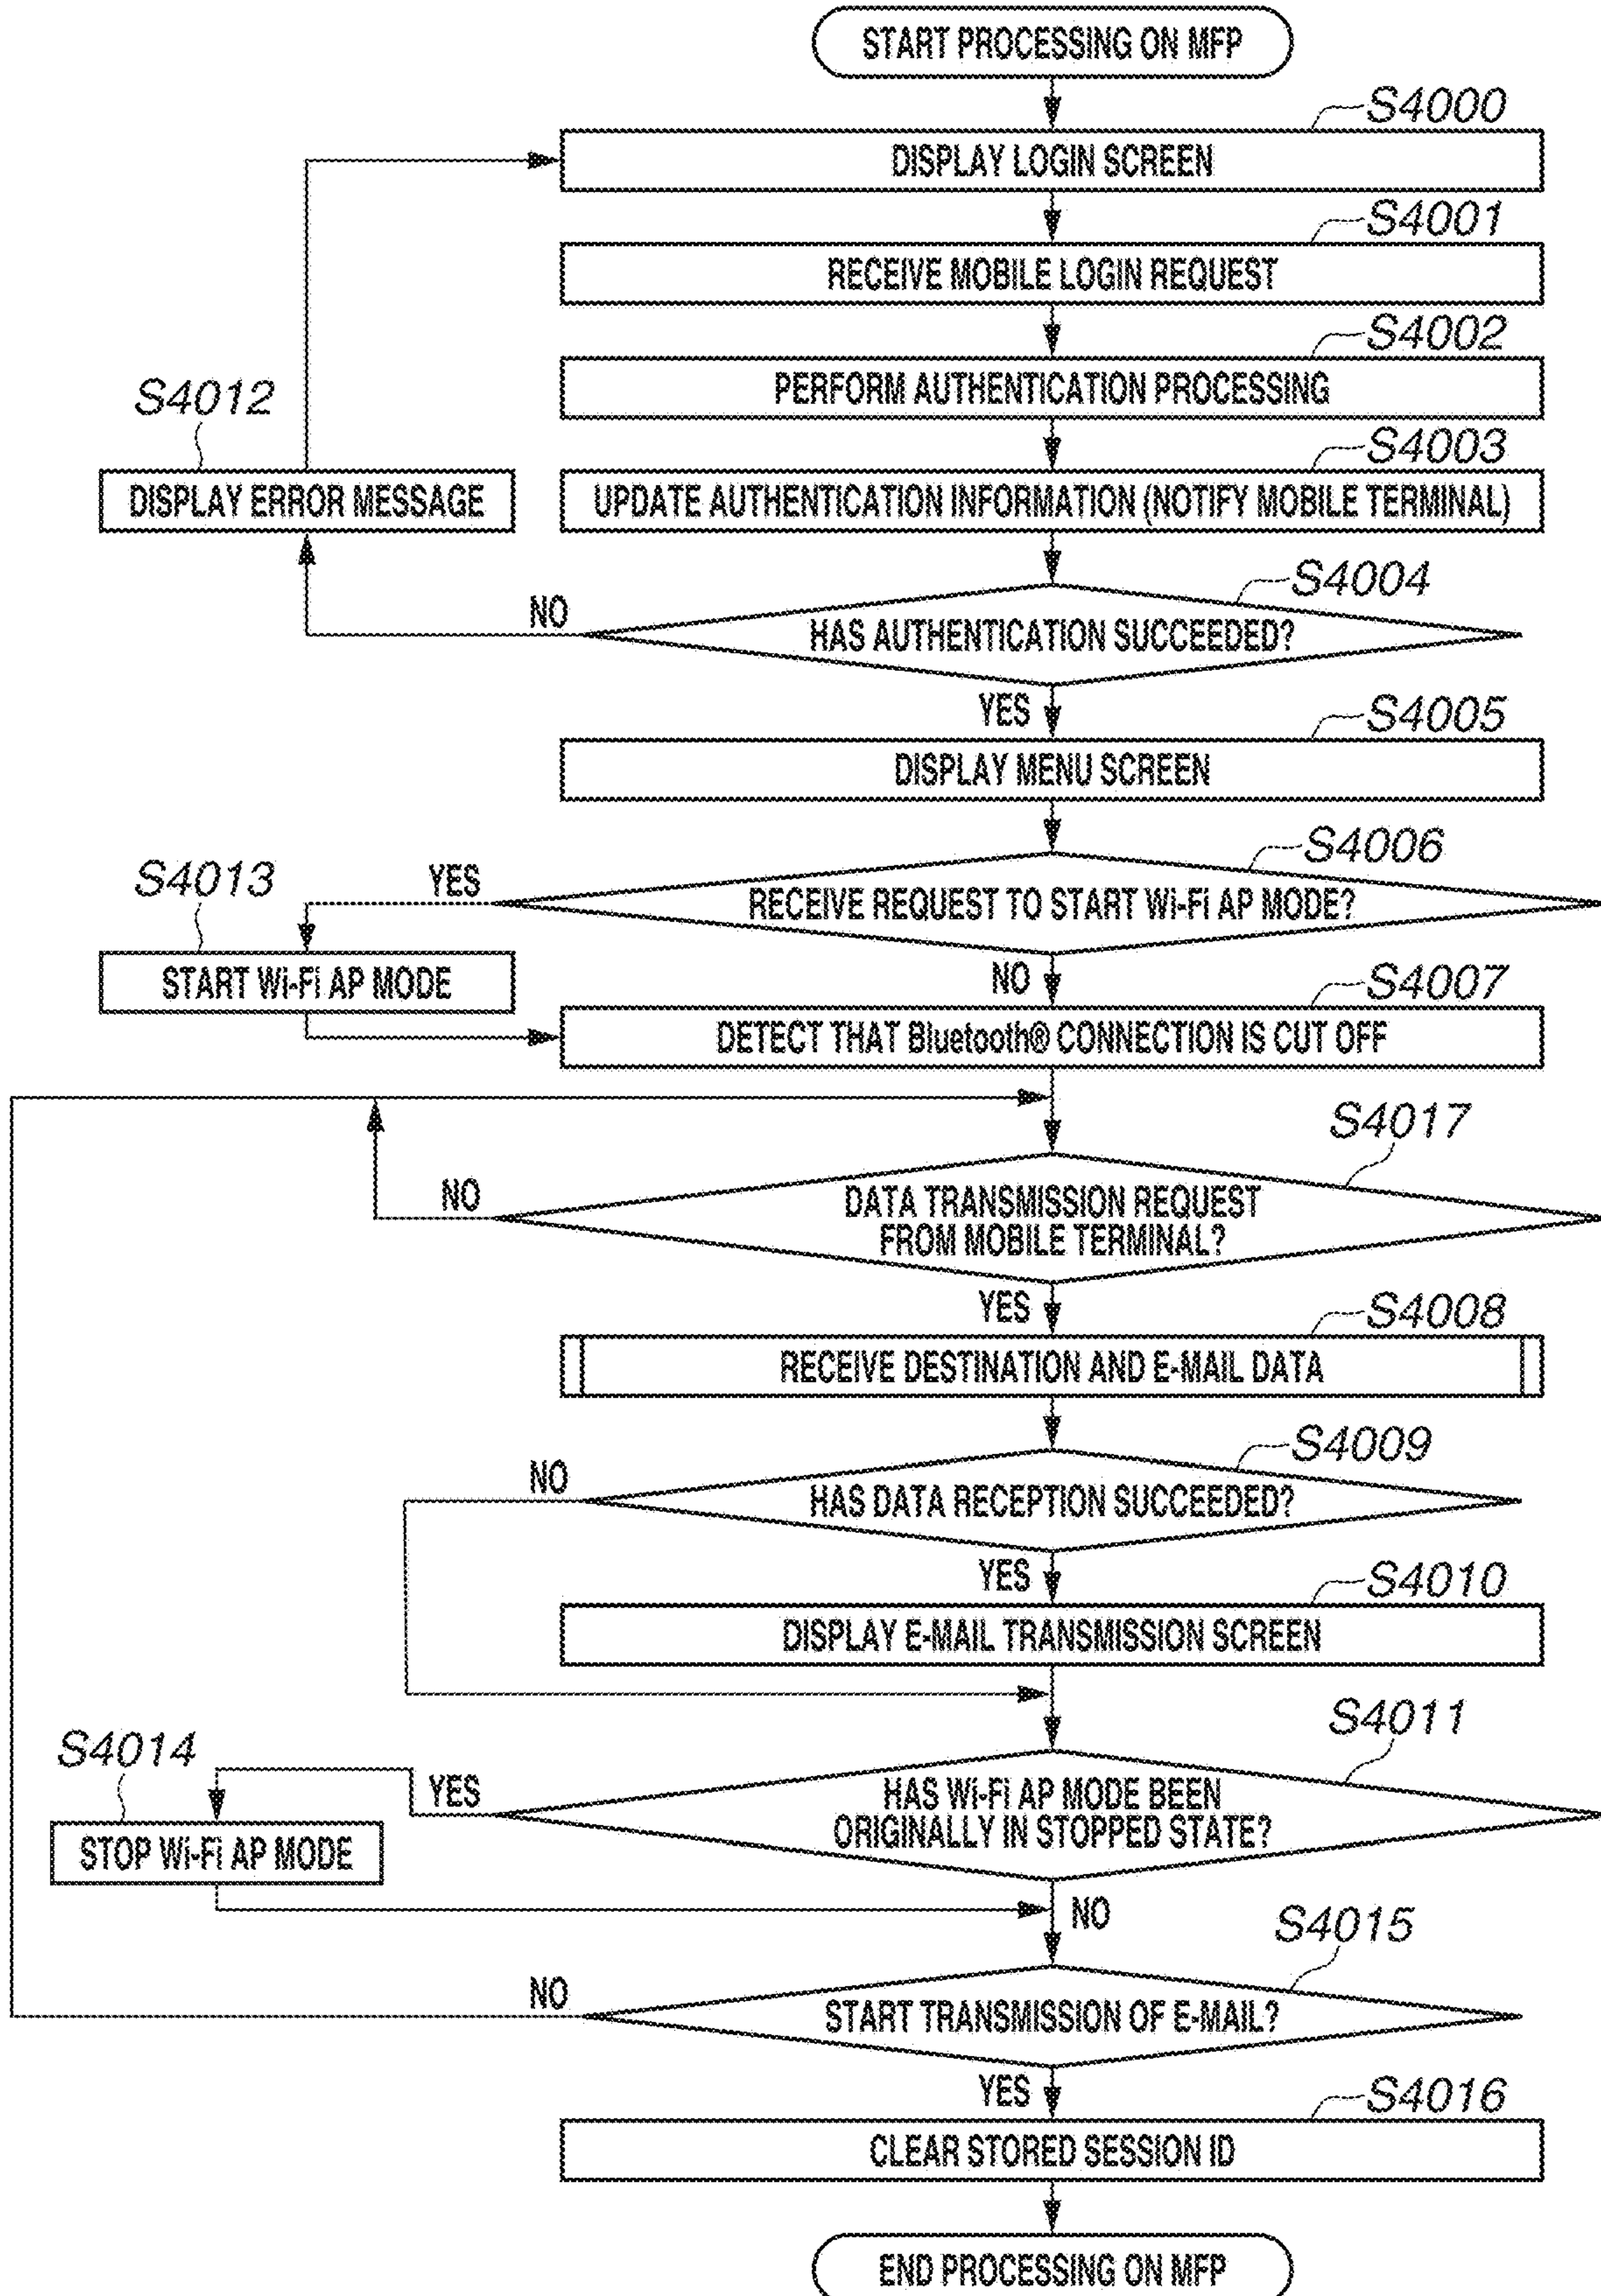 START PROCESSING ON MFP
S4000
DISPLAY LOGIN SCREEN
S4001
RECEIVE MOBILE LOGIN REQUEST
S4002
PERFORM AUTHENTICATION PROCESSING
S4012
S4003
DISPLAY ERROR MESSAGE
UPDATE AUTHENTICATION INFORMATION (NOTIFY MOBILE TERMINAL)
S4004
NO
HAS AUTHENTICATION SUCCEEDED?
YES
S4005
DISPLAY MENU SCREEN
S4006
S4013
YES
RECEIVE REQUEST TO START Wi-Fi AP MODE?
START Wi-Fi AP MODE
NO
S4007
DETECT THAT Bluetooth® CONNECTION IS CUT OFF
S4017
NO
DATA TRANSMISSION REQUEST
FROM MOBILE TERMINAL?
YES
S4008
RECEIVE DESTINATION AND E-MAIL DATA
S4009
NO
HAS DATA RECEPTION SUCCEEDED?
YES
S4010
DISPLAY E-MAIL TRANSMISSION SCREEN
S4011
S4014
YES
HAS Wi-Fi AP MODE BEEN
ORIGINALLY IN STOPPED STATE?
STOP Wi-Fi AP MODE
NO
S4015
NO
START TRANSMISSION OF E-MAIL?
YES
S4016
CLEAR STORED SESSION ID
END PROCESSING ON MFP